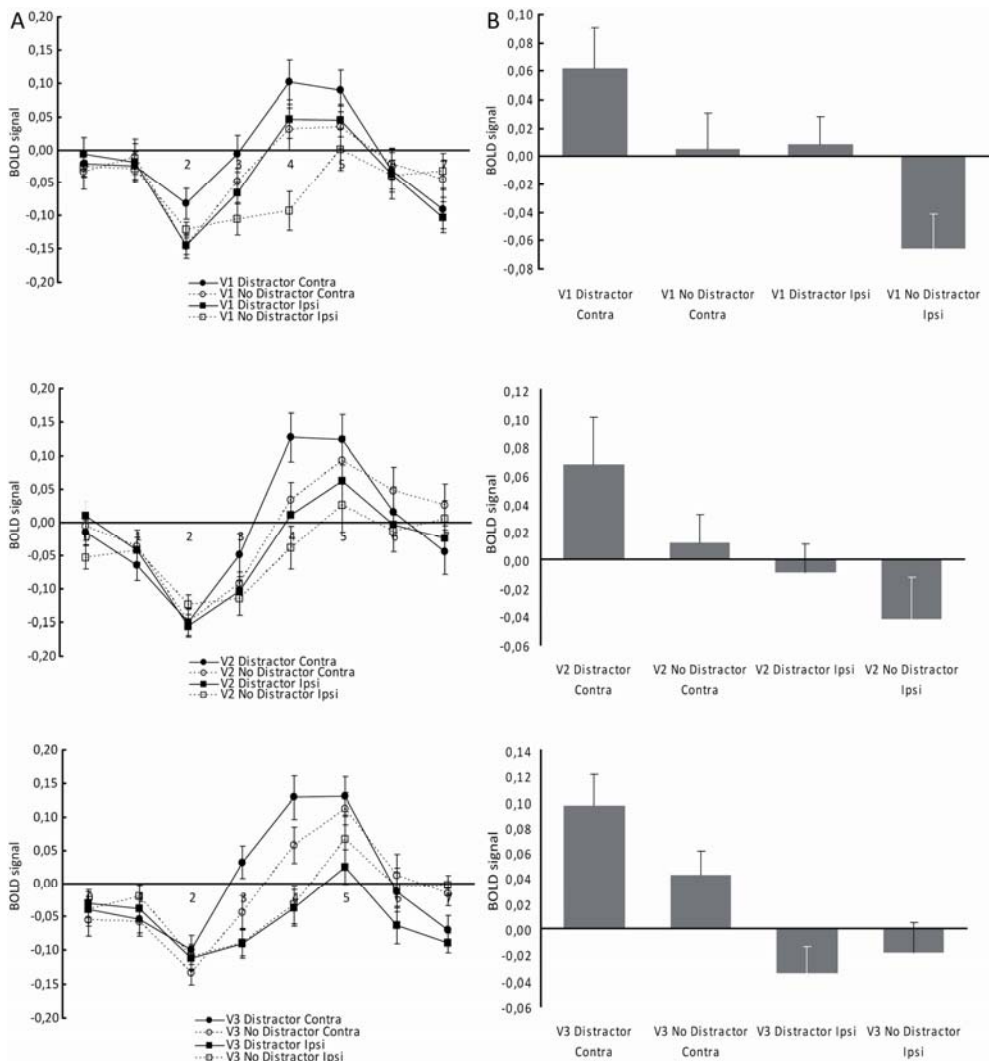 A
0,20
0,15
0,10
0,05
0,00
-0,05
-0,10
-0,15
-0,20
BOLD signal
2
3
4
5
7
V1 Distractor Contra
V1 No Distractor Contra
V1 Distractor Ipsi
V1 No Distractor Ipsi
B
0,10
0,08
0,06
0,04
0,02
0,00
-0,02
-0,04
-0,06
-0,08
BOLD signal
V1 Distractor
Contra
V1 No Distractor
Contra
V1 Distractor Ipsi
V1 No Distractor
Ipsi
0,20
0,15
0,10
0,05
0,00
-0,05
-0,10
-0,15
-0,20
BOLD signal
1
2
3
4
5
6
V2 Distractor Contra
V2 No Distractor Contra
V2 Distractor Ipsi
V2 No Distractor Ipsi
0,12
0,10
0,08
0,06
0,04
0,02
0,00
-0,02
-0,04
-0,06
BOLD signal
V2 Distractor
Contra
V2 No Distractor
Contra
V2 Distractor Ipsi
V2 No Distractor
Ipsi
0,20
0,15
0,10
0,05
0,00
-0,05
-0,10
-0,15
-0,20
BOLD signal
2
3
4
5
7
V3 Distractor Contra
V3 No Distractor Contra
V3 Distractor Ipsi
V3 No Distractor Ipsi
0,14
0,12
0,10
0,08
0,06
0,04
0,02
0,00
-0,02
-0,04
-0,06
BOLD signal
V3 Distractor
Contra
V3 No Distractor
Contra
V3 Distractor Ipsi
V3 No Distractor
Ipsi